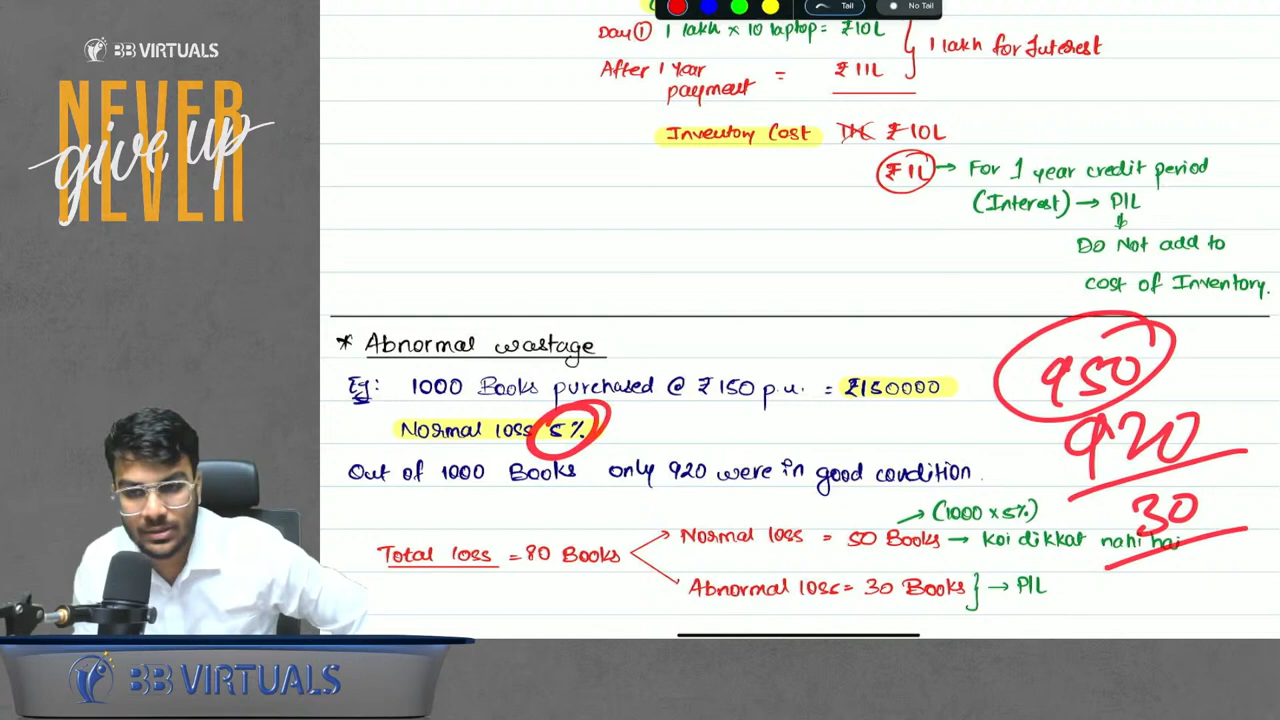 BB VIRTUALS
NEVER
give up
NEVER
Tail
No Tail
Day ① 1 lakh x 10 laptop = ₹10L
After 1 year payment = ₹11L
1 lakh for Interest
Inventory Cost ₹10L
₹1L → For 1 year credit period
(Interest) → P/L
Do Not add to
cost of Inventory.
* Abnormal wastage
Eg: 1000 Books purchased @ ₹150 p.u. = ₹150000
Normal loss 5%
Out of 1000 Books only 920 were in good condition.
950
920
30
→ (1000 x 5%)
Total loss = 80 Books
Normal loss = 50 Books → koi dikkat nahi hai
Abnormal loss = 30 Books } → P/L
BB VIRTUALS